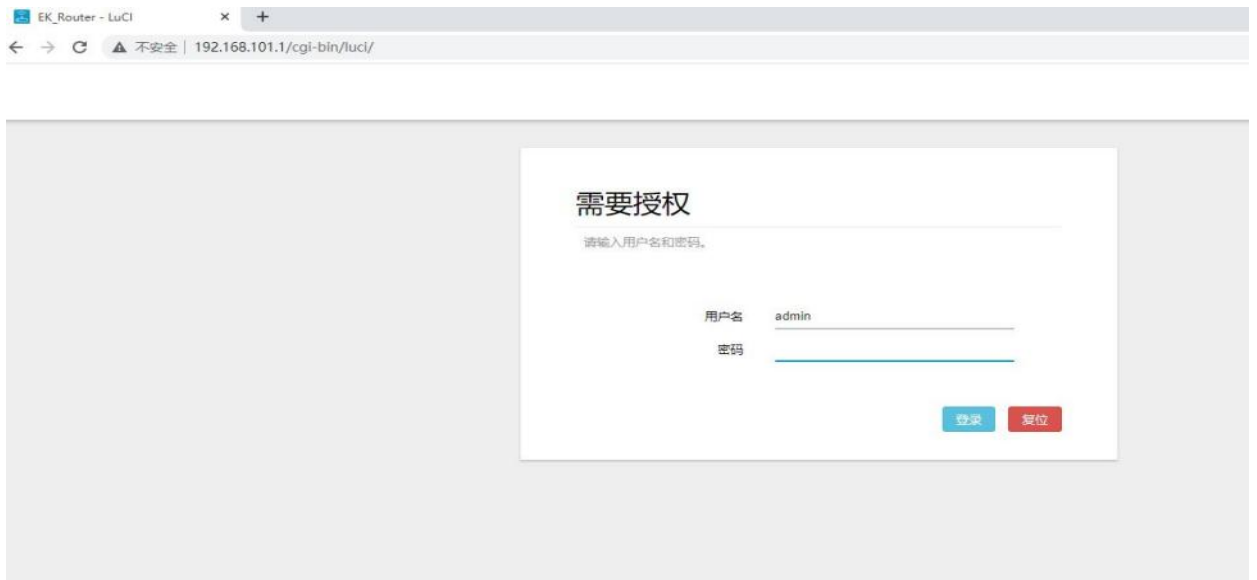 EK_Router - LuCI
不安全 | 192.168.101.1/cgi-bin/luci/
需要授权
请输入用户名和密码。
用户名 admin
密码
登录 复位